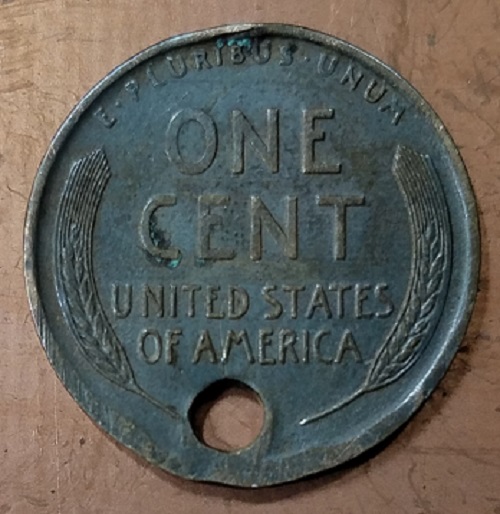 E·PLURIBUS·UNUM
ONE
CENT
UNITED STATES
OF AMERICA